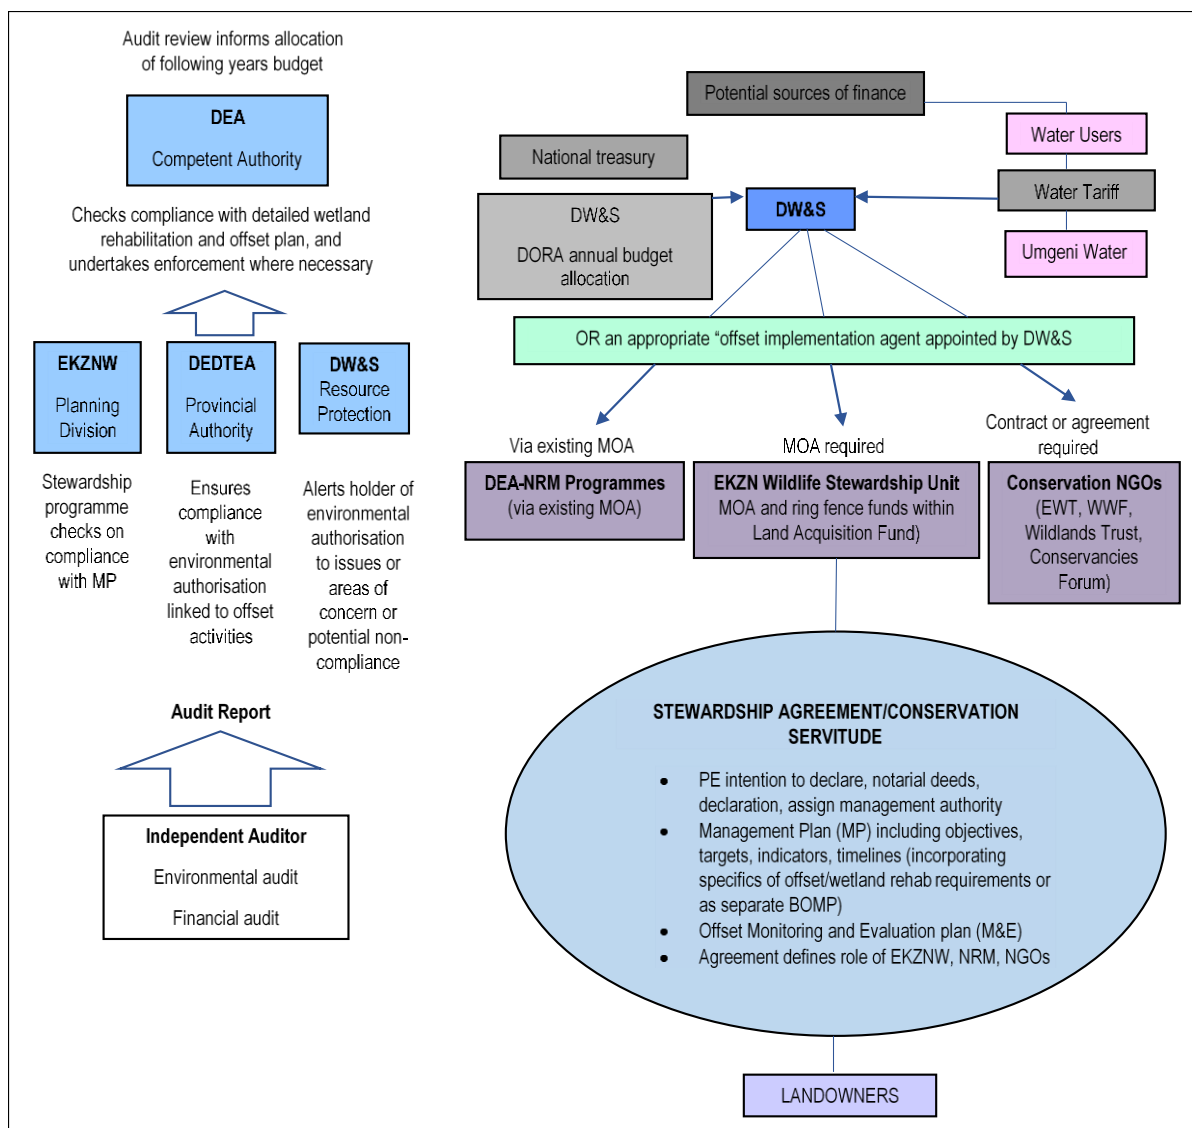 Audit review informs allocation
of following years budget
DEA
Competent Authority
Checks compliance with detailed wetland
rehabilitation and offset plan, and
undertakes enforcement where necessary
EKZNW
Planning
Division
DEDTEA
Provincial
Authority
DW&S
Resource
Protection
Stewardship
programme
checks on
compliance
with MP
Ensures
compliance
with
environmental
authorisation
linked to offset
activities
Alerts holder of
environmental
authorisation
to issues or
areas of
concern or
potential non-
compliance
Audit Report
Independent Auditor
Environmental audit
Financial audit
Potential sources of finance
Water Users
National treasury
Water Tariff
DW&S
DORA annual budget
allocation
DW&S
Umgeni Water
OR an appropriate “offset implementation agent appointed by DW&S
Via existing MOA
MOA required
Contract or agreement
required
DEA-NRM Programmes
(via existing MOA)
EKZN Wildlife Stewardship Unit
MOA and ring fence funds within
Land Acquisition Fund)
Conservation NGOs
(EWT, WWF,
Wildlands Trust,
Conservancies
Forum)
STEWARDSHIP AGREEMENT/CONSERVATION
SERVITUDE
• PE intention to declare, notarial deeds,
declaration, assign management authority
• Management Plan (MP) including objectives,
targets, indicators, timelines (incorporating
specifics of offset/wetland rehab requirements or
as separate BOMP)
• Offset Monitoring and Evaluation plan (M&E)
• Agreement defines role of EKZNW, NRM, NGOs
LANDOWNERS